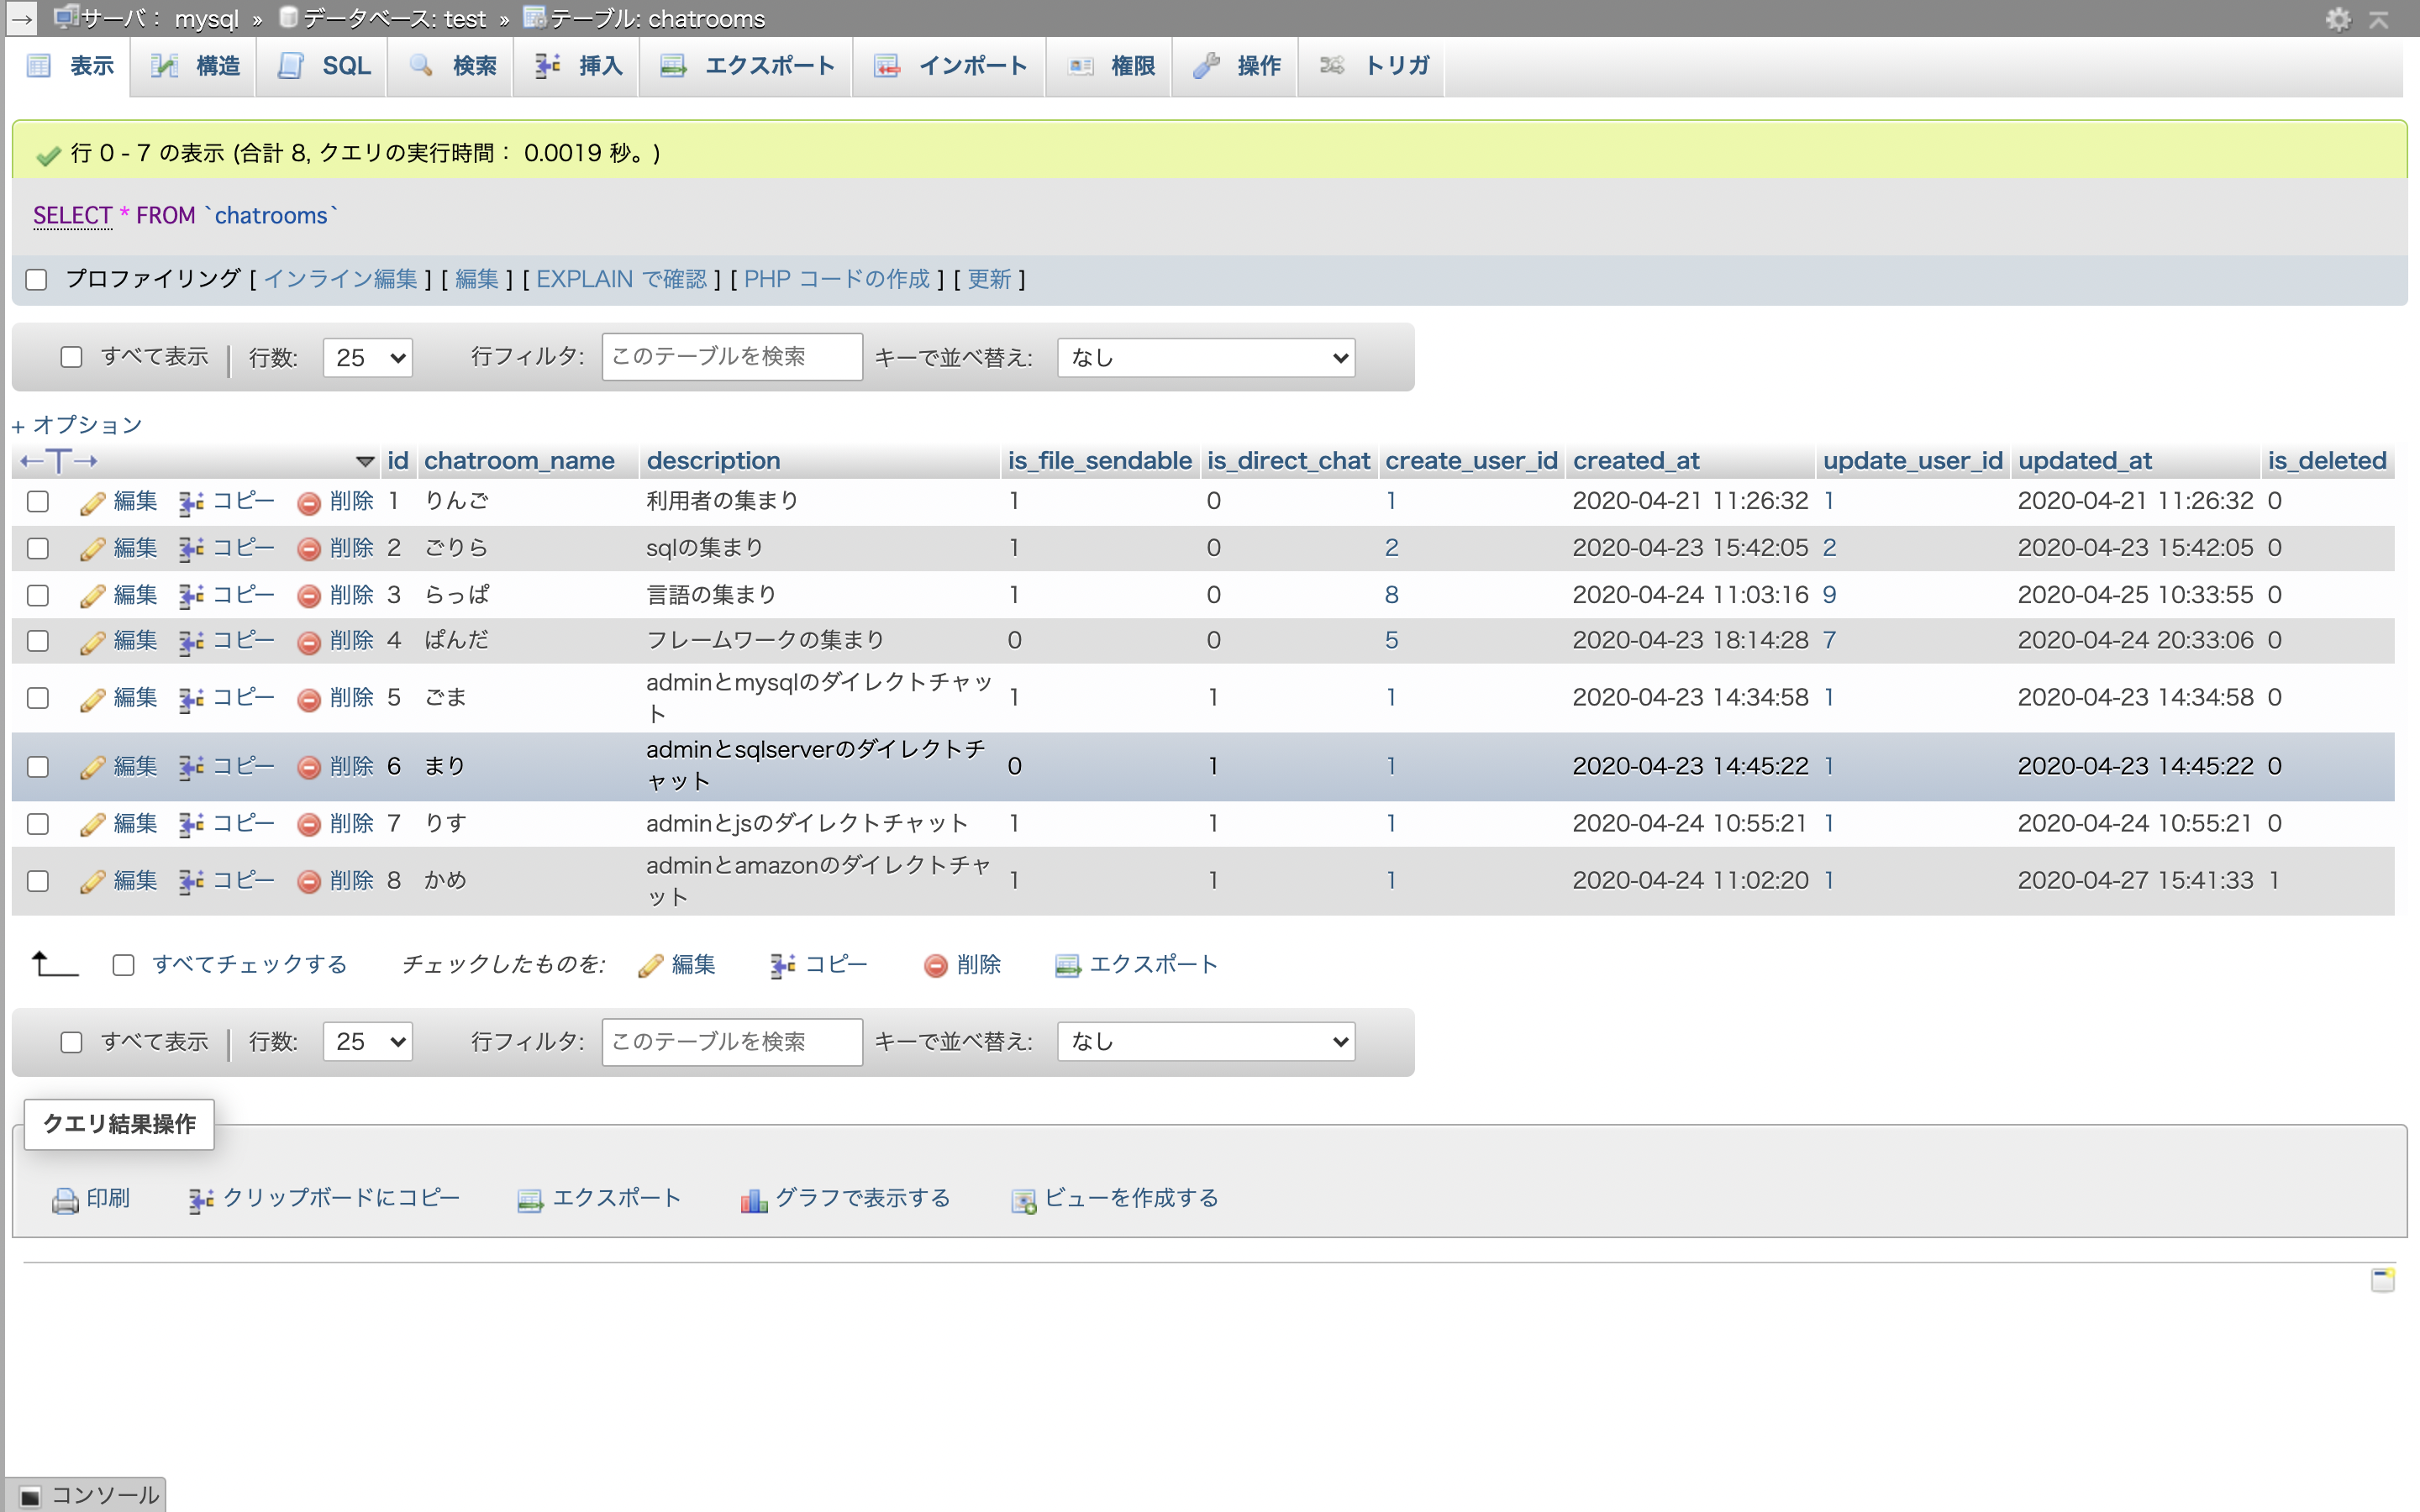 → サーバ： mysql » データベース: test » テーブル: chatrooms
表示 構造 SQL 検索 挿入 エクスポート インポート 権限 操作 トリガ
行 0 - 7 の表示 (合計 8, クエリの実行時間： 0.0019 秒。)
SELECT * FROM `chatrooms`
プロファイリング [ インライン編集 ] [ 編集 ] [ EXPLAIN で確認 ] [ PHP コードの作成 ] [ 更新 ]
すべて表示 | 行数: 25 行フィルタ: このテーブルを検索 キーで並べ替え: なし
+ オプション
←T→ id chatroom_name description is_file_sendable is_direct_chat create_user_id created_at update_user_id updated_at is_deleted
編集 コピー 削除 1 りんご 利用者の集まり 1 0 1 2020-04-21 11:26:32 1 2020-04-21 11:26:32 0
編集 コピー 削除 2 ごりら sqlの集まり 1 0 2 2020-04-23 15:42:05 2 2020-04-23 15:42:05 0
編集 コピー 削除 3 らっぱ 言語の集まり 1 0 8 2020-04-24 11:03:16 9 2020-04-25 10:33:55 0
編集 コピー 削除 4 ぱんだ フレームワークの集まり 0 0 5 2020-04-23 18:14:28 7 2020-04-24 20:33:06 0
編集 コピー 削除 5 ごま adminとmysqlのダイレクトチャッ
ト 1 1 1 2020-04-23 14:34:58 1 2020-04-23 14:34:58 0
編集 コピー 削除 6 まり adminとsqlserverのダイレクトチ
ャット 0 1 1 2020-04-23 14:45:22 1 2020-04-23 14:45:22 0
編集 コピー 削除 7 りす adminとjsのダイレクトチャット 1 1 1 2020-04-24 10:55:21 1 2020-04-24 10:55:21 0
編集 コピー 削除 8 かめ adminとamazonのダイレクトチャ
ット 1 1 1 2020-04-24 11:02:20 1 2020-04-27 15:41:33 1
すべてチェックする チェックしたものを: 編集 コピー 削除 エクスポート
すべて表示 | 行数: 25 行フィルタ: このテーブルを検索 キーで並べ替え: なし
クエリ結果操作
印刷 クリップボードにコピー エクスポート グラフで表示する ビューを作成する
コンソール